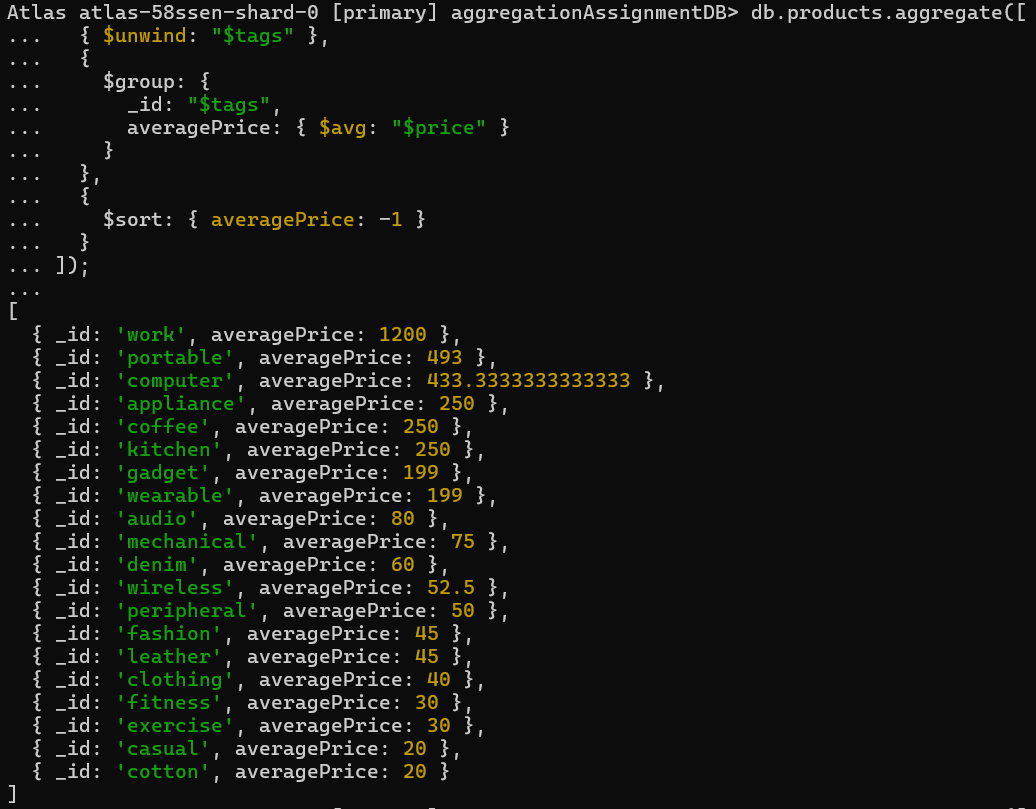 Atlas atlas-58ssen-shard-0 [primary] aggregationAssignmentDB> db.products.aggregate([
...   { $unwind: "$tags" },
...   {
...     $group: {
...       _id: "$tags",
...       averagePrice: { $avg: "$price" }
...     }
...   },
...   {
...     $sort: { averagePrice: -1 }
...   }
... ]);
...
[
  { _id: 'work', averagePrice: 1200 },
  { _id: 'portable', averagePrice: 493 },
  { _id: 'computer', averagePrice: 433.3333333333333 },
  { _id: 'appliance', averagePrice: 250 },
  { _id: 'coffee', averagePrice: 250 },
  { _id: 'kitchen', averagePrice: 250 },
  { _id: 'gadget', averagePrice: 199 },
  { _id: 'wearable', averagePrice: 199 },
  { _id: 'audio', averagePrice: 80 },
  { _id: 'mechanical', averagePrice: 75 },
  { _id: 'denim', averagePrice: 60 },
  { _id: 'wireless', averagePrice: 52.5 },
  { _id: 'peripheral', averagePrice: 50 },
  { _id: 'fashion', averagePrice: 45 },
  { _id: 'leather', averagePrice: 45 },
  { _id: 'clothing', averagePrice: 40 },
  { _id: 'fitness', averagePrice: 30 },
  { _id: 'exercise', averagePrice: 30 },
  { _id: 'casual', averagePrice: 20 },
  { _id: 'cotton', averagePrice: 20 }
]